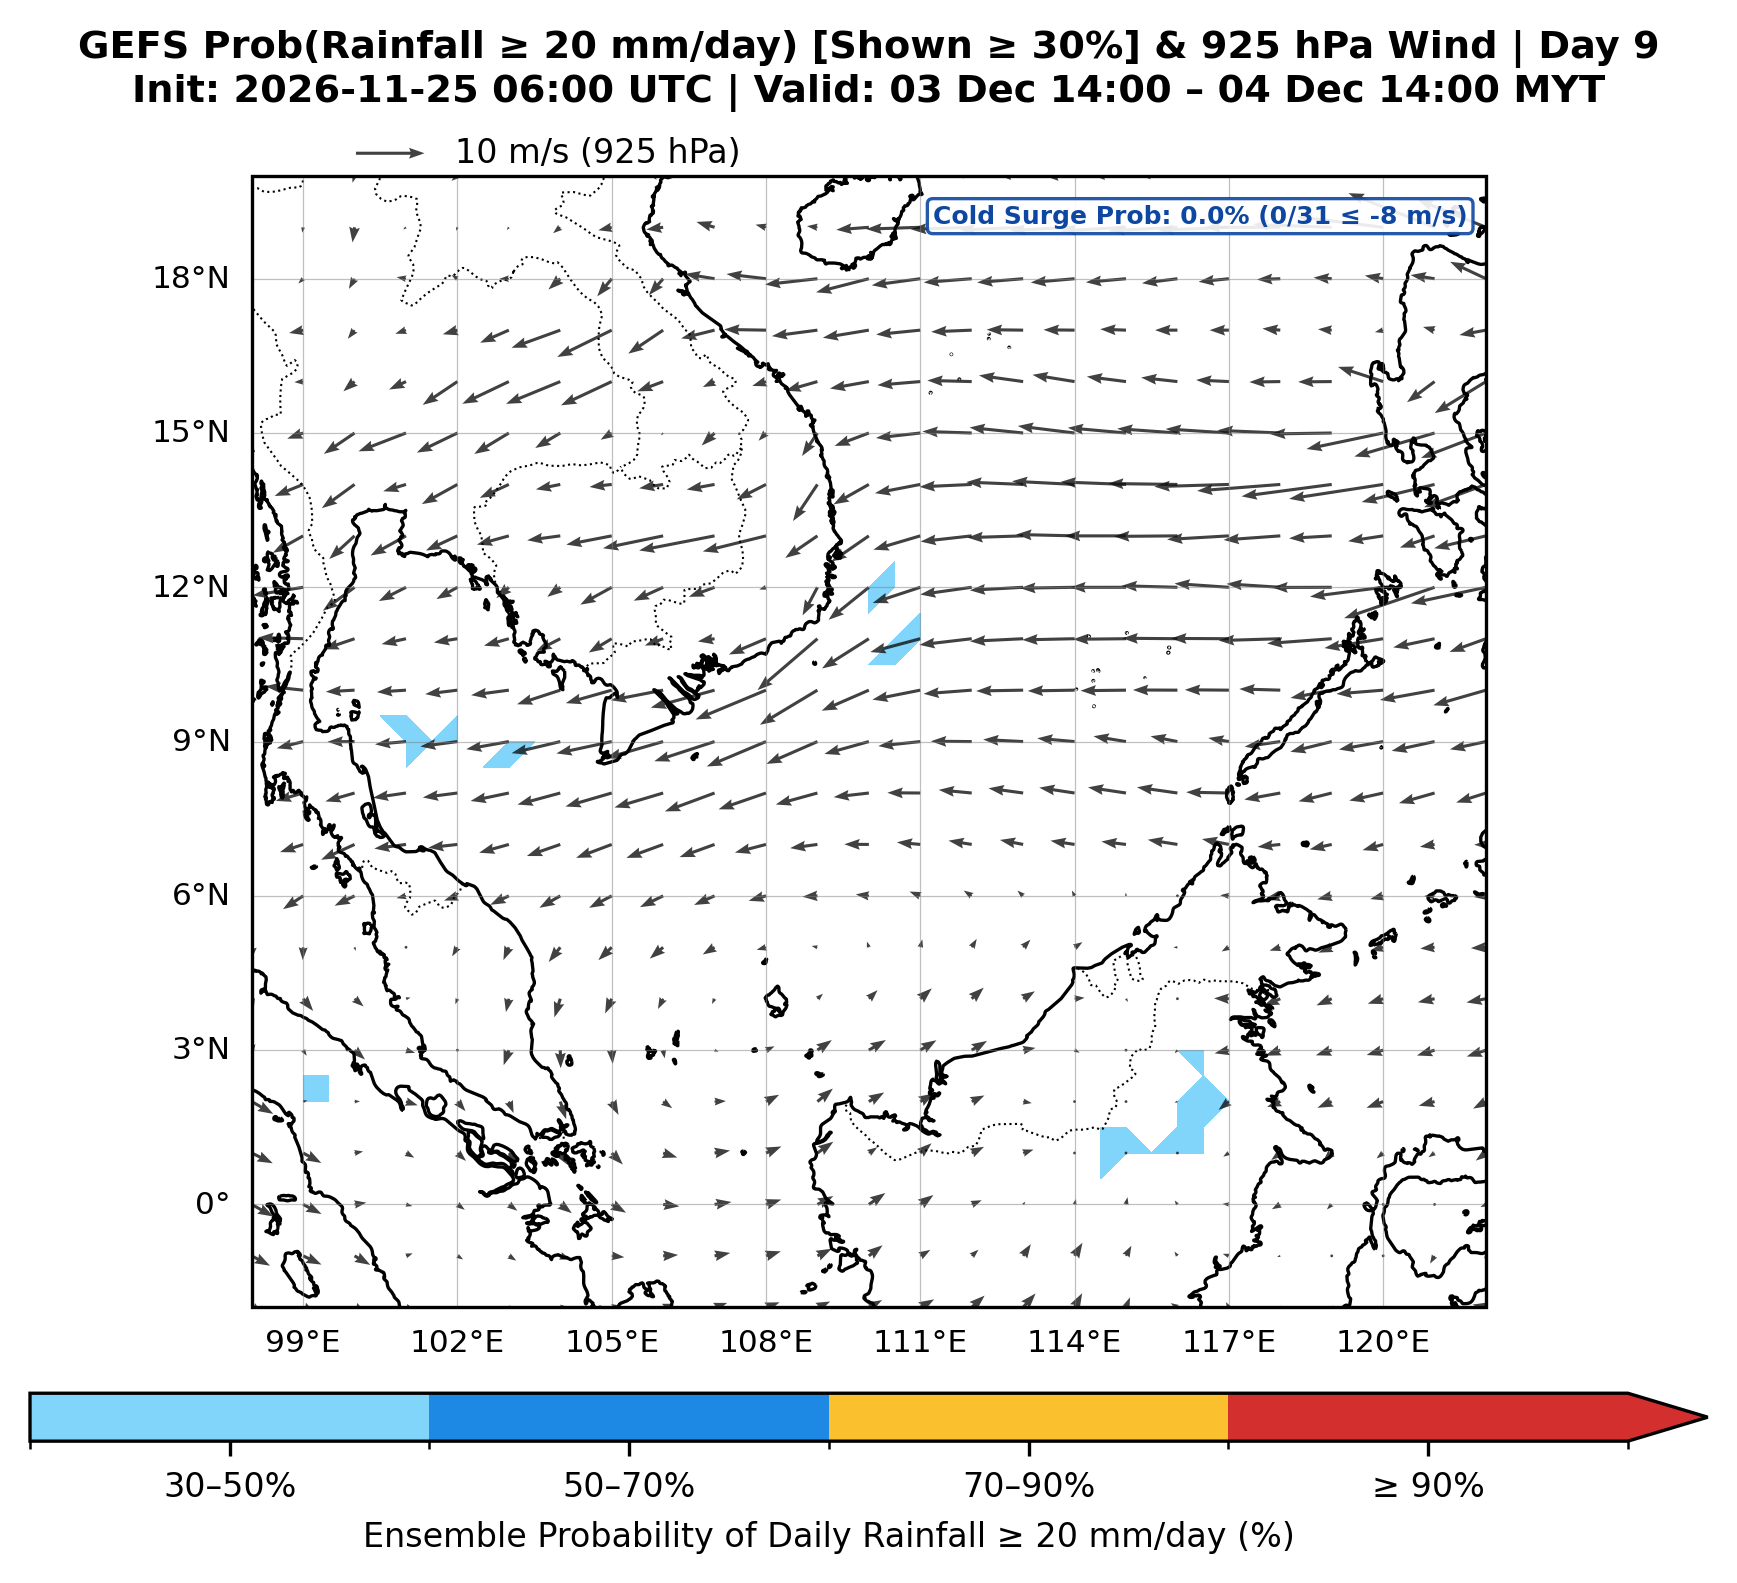 GEFS Prob(Rainfall ≥ 20 mm/day) [Shown ≥ 30%] & 925 hPa Wind | Day 9
Init: 2026-11-25 06:00 UTC | Valid: 03 Dec 14:00 – 04 Dec 14:00 MYT
10 m/s (925 hPa)
Cold Surge Prob: 0.0% (0/31 ≤ -8 m/s)
18°N
15°N
12°N
9°N
6°N
3°N
0°
99°E 102°E 105°E 108°E 111°E 114°E 117°E 120°E
30–50% 50–70% 70–90% ≥ 90%
Ensemble Probability of Daily Rainfall ≥ 20 mm/day (%)